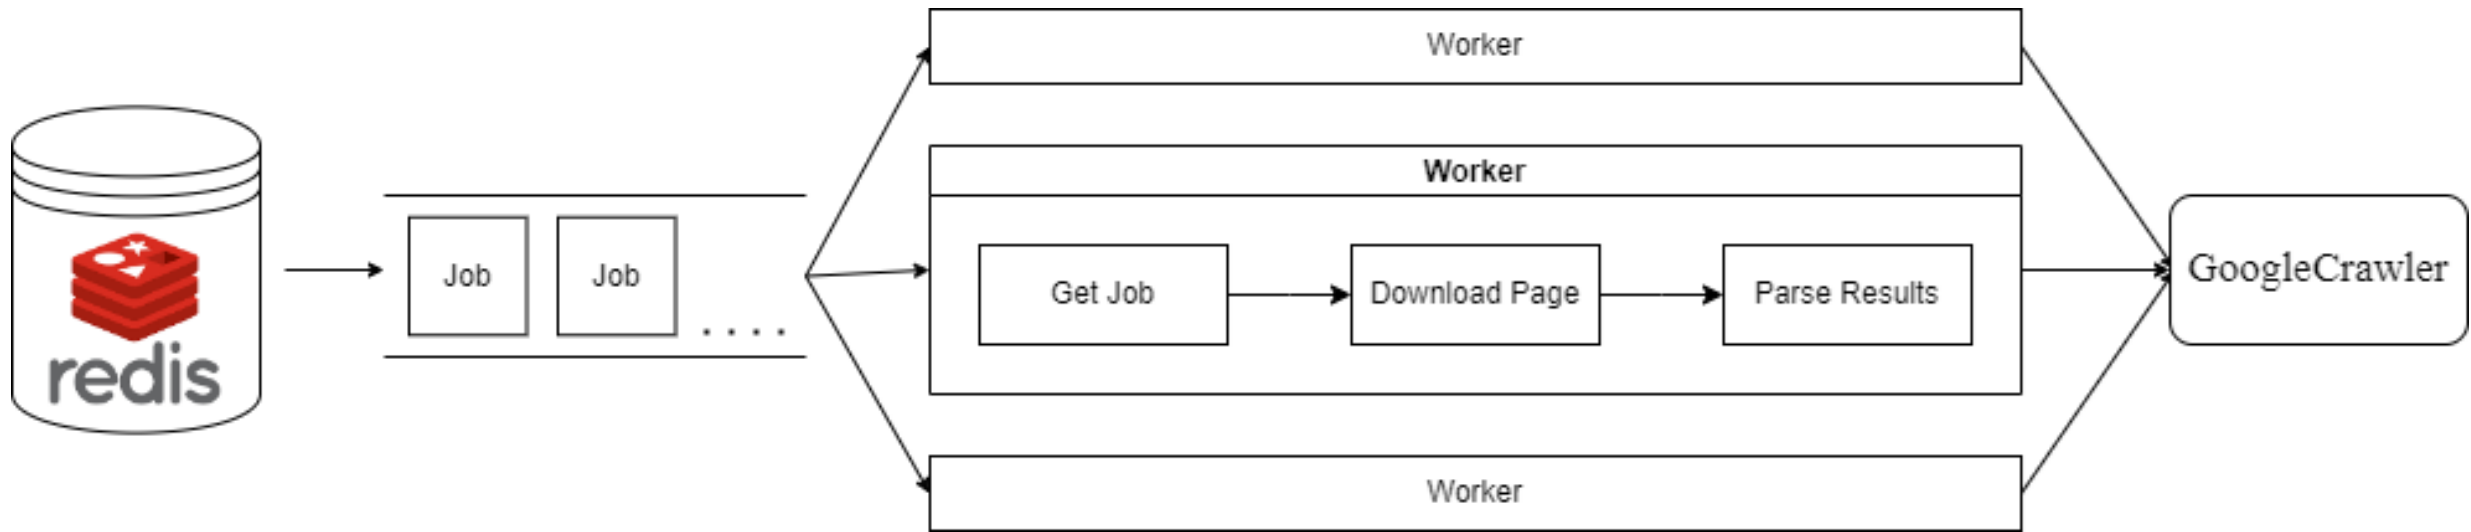 redis
Job
Job
. . . .
Worker
Worker
Get Job
Download Page
Parse Results
Worker
GoogleCrawler